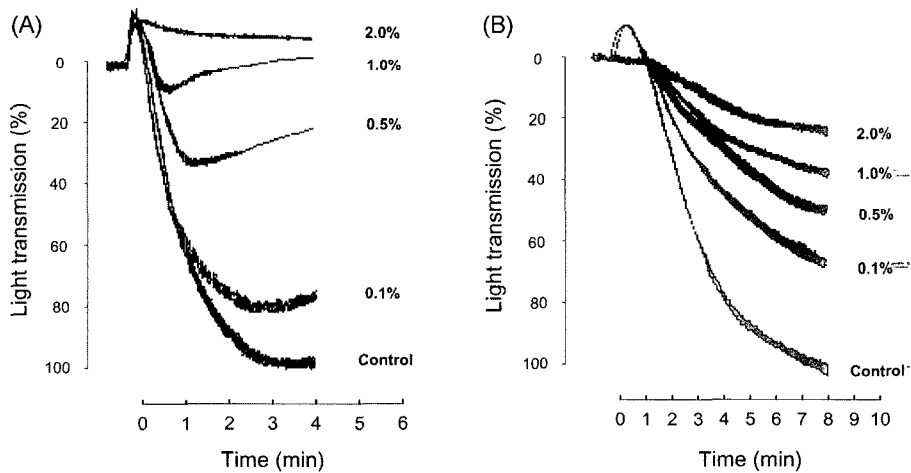 (A)
2.0%
0
1.0%
0.5%
20
40
60
0.1%
80
Control
100
Light transmission (%)
0 1 2 3 4 5 6
Time (min)
(B)
0
20
2.0%
1.0%
40
0.5%
60
0.1%
80
100
Control
Light transmission (%)
0 1 2 3 4 5 6 7 8 9 10
Time (min)